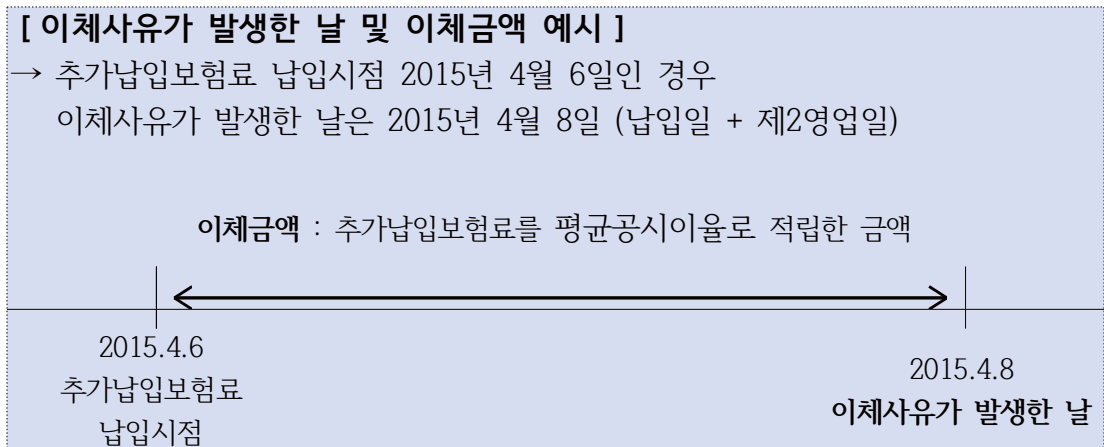 [ 이체사유가 발생한 날 및 이체금액 예시 ]
→ 추가납입보험료 납입시점 2015년 4월 6일인 경우
이체사유가 발생한 날은 2015년 4월 8일 (납입일 + 제2영업일)
이체금액 : 추가납입보험료를 평균공시이율로 적립한 금액
2015.4.6
추가납입보험료
납입시점
2015.4.8
이체사유가 발생한 날